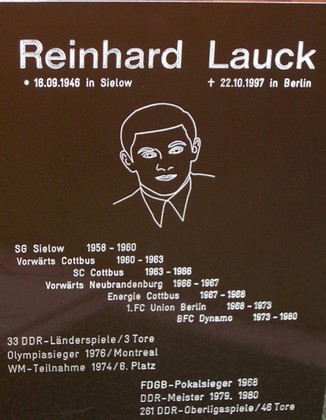 Reinhard Lauck
* 16.09.1946 in Sielow + 22.10.1997 in Berlin
SG Sielow 1956 - 1960
Vorwärts Cottbus 1960 - 1963
SC Cottbus 1963 - 1966
Vorwärts Neubrandenburg 1966 - 1967
Energie Cottbus 1967 - 1968
1.FC Union Berlin 1968 - 1973
BFC Dynamo 1973 - 1980
33 DDR-Länderspiele/3 Tore
Olympiasieger 1976/Montreal
WM-Teilnahme 1974/6. Platz
FDGB-Pokalsieger 1968
DDR-Meister 1979, 1980
261 DDR-Oberligaspiele/46 Tore